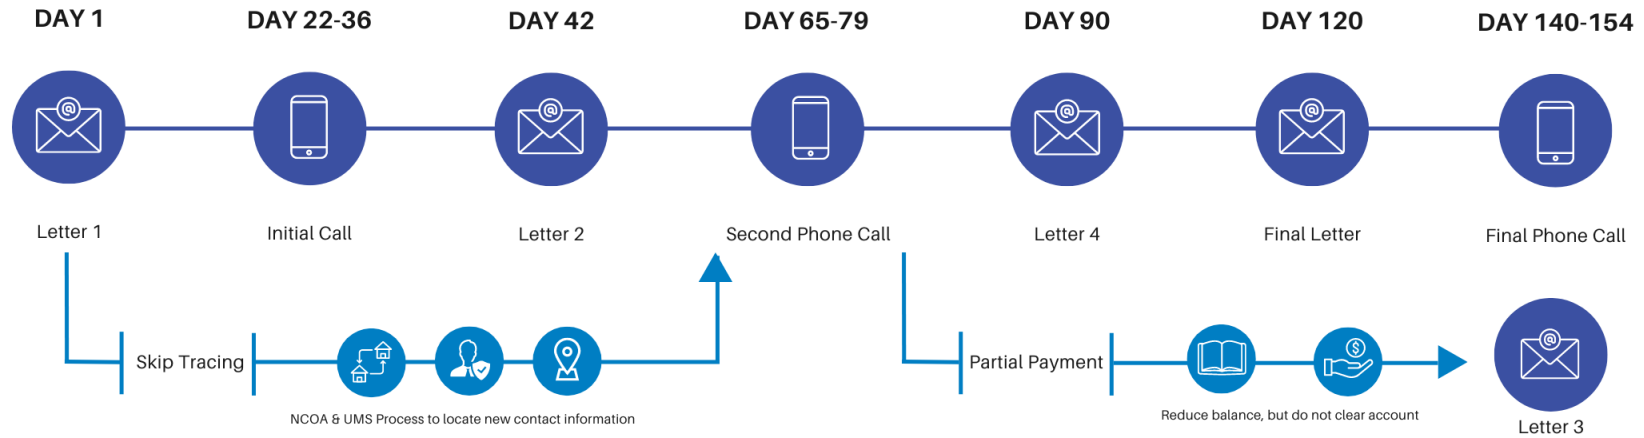 DAY 1
DAY 22-36
DAY 42
DAY 65-79
DAY 90
DAY 120
DAY 140-154
@
@
@
@
Letter 1
Initial Call
Letter 2
Second Phone Call
Letter 4
Final Letter
Final Phone Call
Skip Tracing
Partial Payment
$
@
NCOA & UMS Process to locate new contact information
Reduce balance, but do not clear account
Letter 3